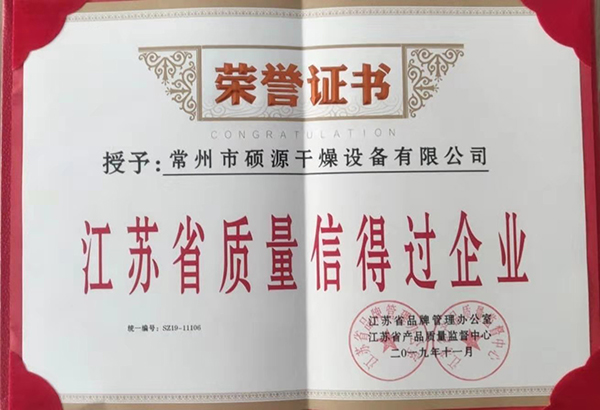 荣誉证书
CONGRATULATION
授予:常州市硕源干燥设备有限公司
江苏省质量信得过企业
统一编号:SZ19-11106
江苏省品牌管理办公室
江苏省产品质量监督中心
二〇一九年十一月